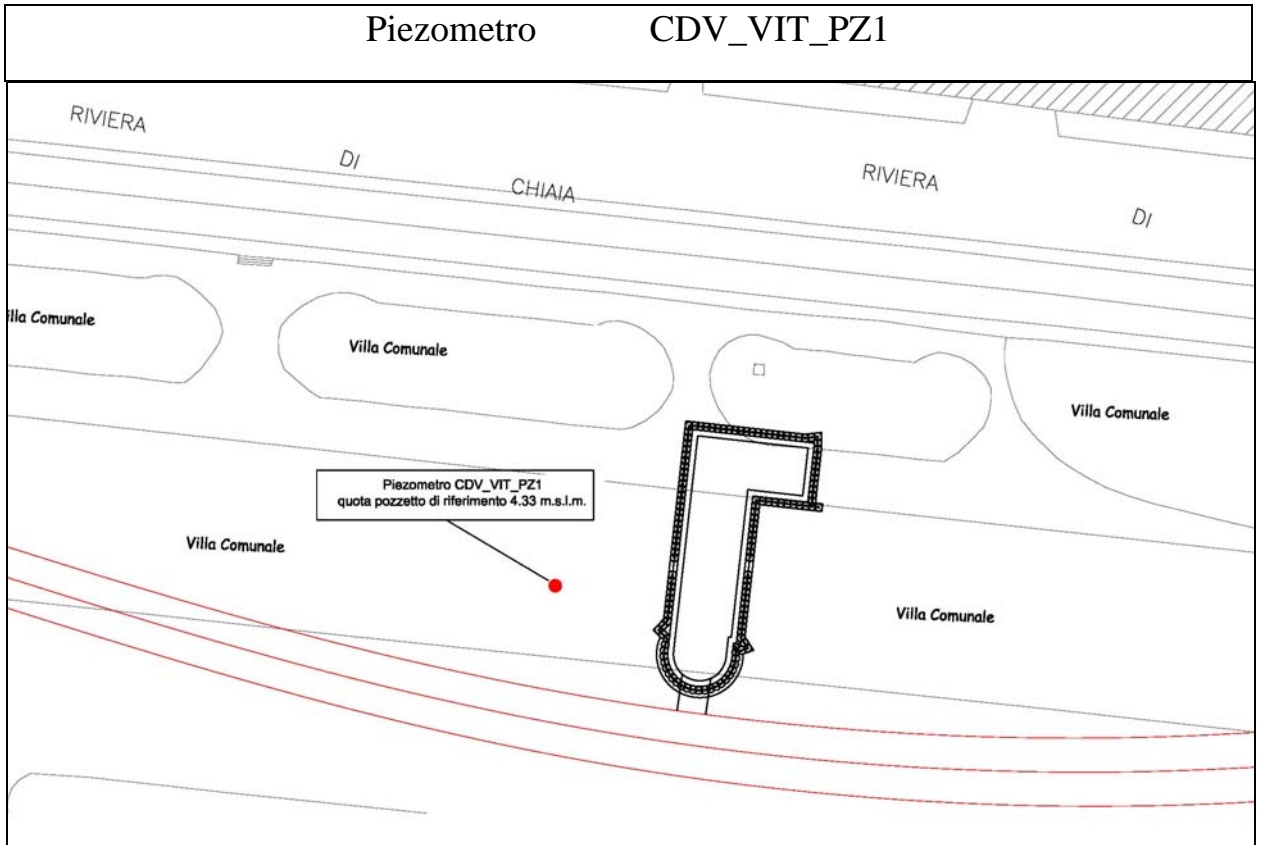 Piezometro CDV_VIT_PZ1
RIVIERA
DI
CHIAIA
RIVIERA
DI
illa Comunale
Villa Comunale
Villa Comunale
Piezometro CDV_VIT_PZ1
quota pozzetto di riferimento 4.33 m.s.l.m.
Villa Comunale
Villa Comunale